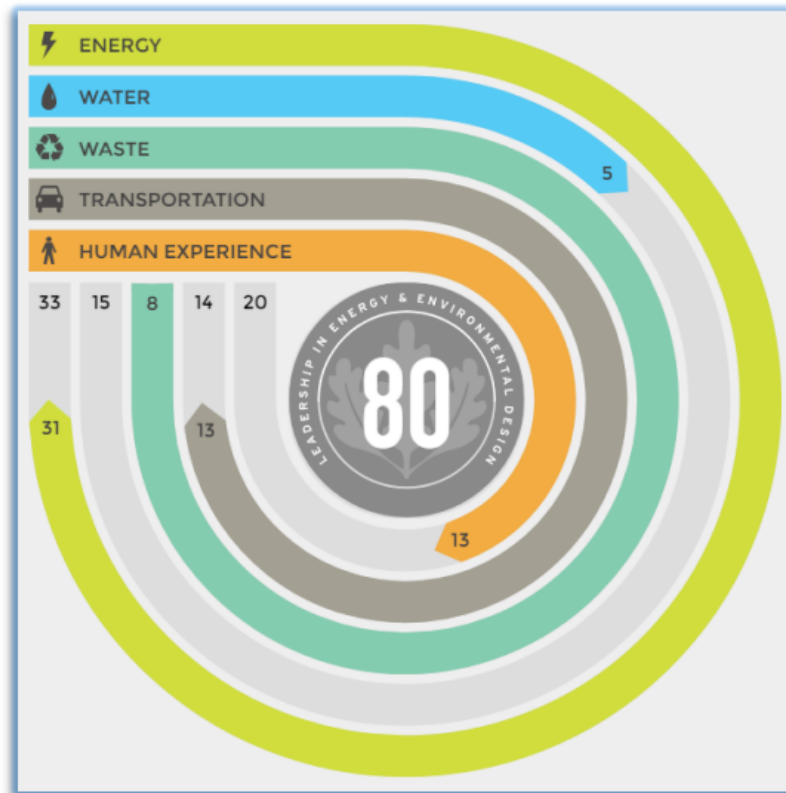 ENERGY
WATER
5
WASTE
TRANSPORTATION
HUMAN EXPERIENCE
33 15 8 14 20
LEADERSHIP IN ENERGY & ENVIRONMENTAL DESIGN
80
31 13
13